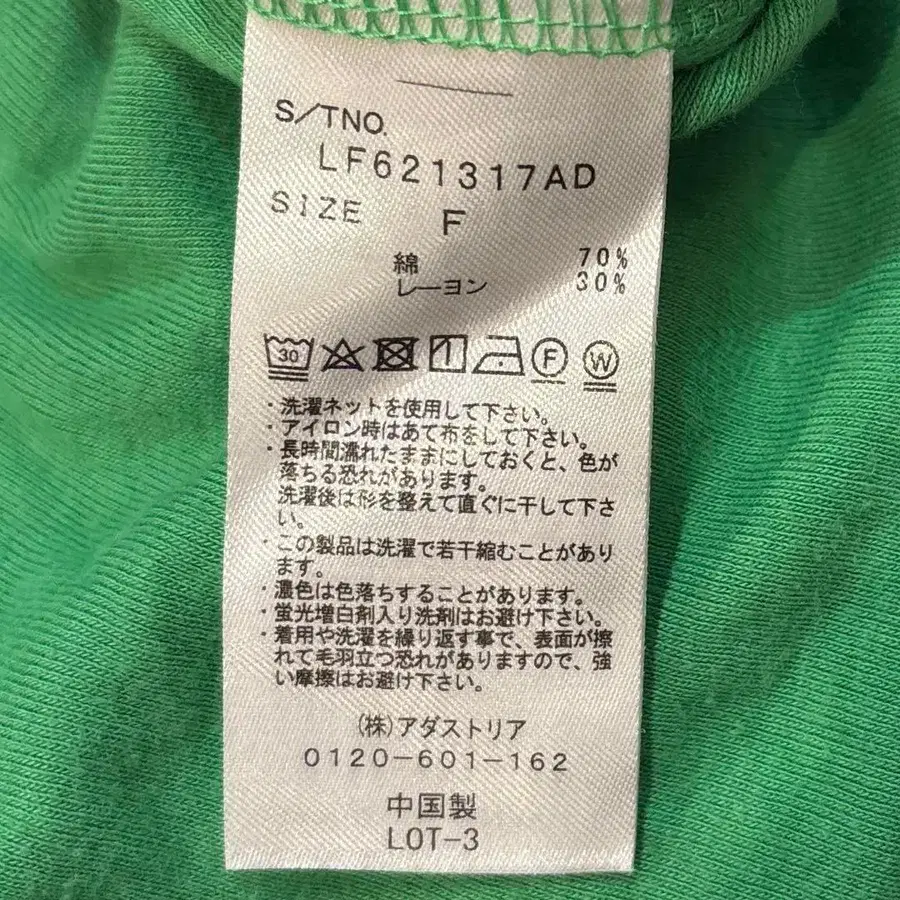 S/TNO.
LF621317AD
SIZE F
綿 70%
レーヨン 30%
30 F W
・洗濯ネットを使用して下さい。
・アイロン時はあて布をして下さい。
・長時間濡れたままにしておくと、色が
落ちる恐れがあります。
洗濯後は形を整えて直ぐに干して下さ
い。
・この製品は洗濯で若干縮むことがあり
ます。
・濃色は色落ちすることがあります。
・蛍光増白剤入り洗剤はお避け下さい。
・着用や洗濯を繰り返す事で、表面が擦
れて毛羽立つ恐れがありますので、強
い摩擦はお避け下さい。
(株)アダストリア
0120-601-162
中国製
LOT-3